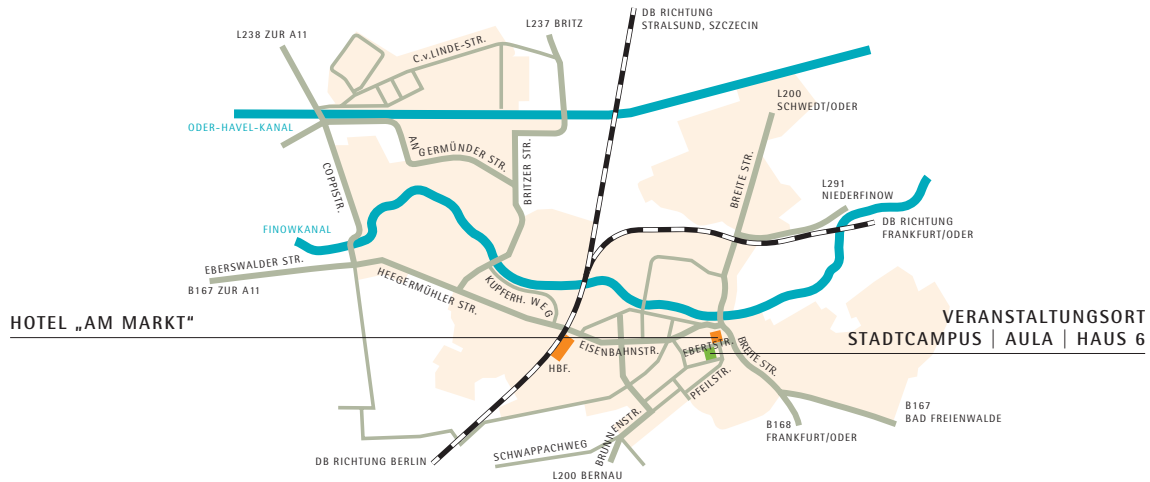 DB RICHTUNG
STRALSUND, SZCZECIN
L237 BRITZ
L238 ZUR A11
C.v.LINDE-STR.
L200
SCHWEDT/ODER
ODER-HAVEL-KANAL
AN
GERMÜNDER STR.
BRITZER STR.
COPPISTR.
BREITE STR.
L291
NIEDERFINOW
DB RICHTUNG
FRANKFURT/ODER
FINOWKANAL
EBERSWALDER STR.
B167 ZUR A11
HEEGERMÜHLER STR.
KUPFERH. WEG
HOTEL „AM MARKT“
VERANSTALTUNGSORT
STADTCAMPUS | AULA | HAUS 6
EISENBAHNSTR.
EBERTSTR.
BREITE STR.
HBF.
PFEILSTR.
B167
BAD FREIENWALDE
B168
FRANKFURT/ODER
BRUNNENSTR.
SCHWAPPACHWEG
DB RICHTUNG BERLIN
L200 BERNAU